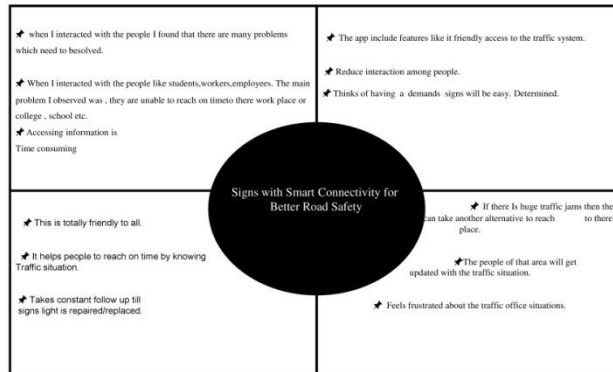 when I interacted with the people I found that there are many problems
which need to besolved.
When I interacted with the people like students,workers,employees. The main
problem I observed was , they are unable to reach on timeto there work place or
college , school etc.
Accessing information is
Time consuming
The app include features like it friendly access to the traffic system.
Reduce interaction among people.
Thinks of having a demands signs will be easy. Determined.
Signs with Smart Connectivity for
Better Road Safety
This is totally friendly to all.
It helps people to reach on time by knowing
Traffic situation.
Takes constant follow up till
signs light is repaired/replaced.
If there Is huge traffic jams then the
can take another alternative to reach to there
place.
The people of that area will get
updated with the traffic situation.
Feels frustrated about the traffic office situations.